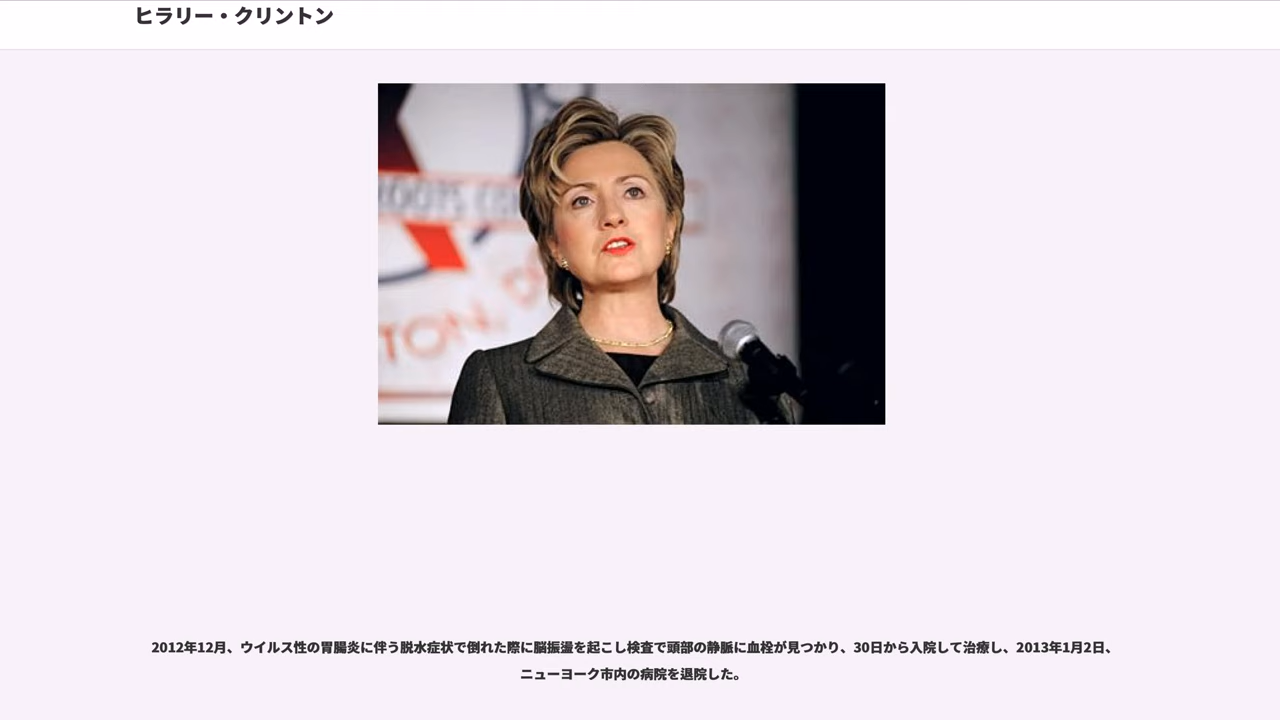 ヒラリー・クリントン
ROOTS CO
TON, D
2012年12月、ウイルス性の胃腸炎に伴う脱水症状で倒れた際に脳振盪を起こし検査で頭部の静脈に血栓が見つかり、30日から入院して治療し、2013年1月2日、
ニューヨーク市内の病院を退院した。